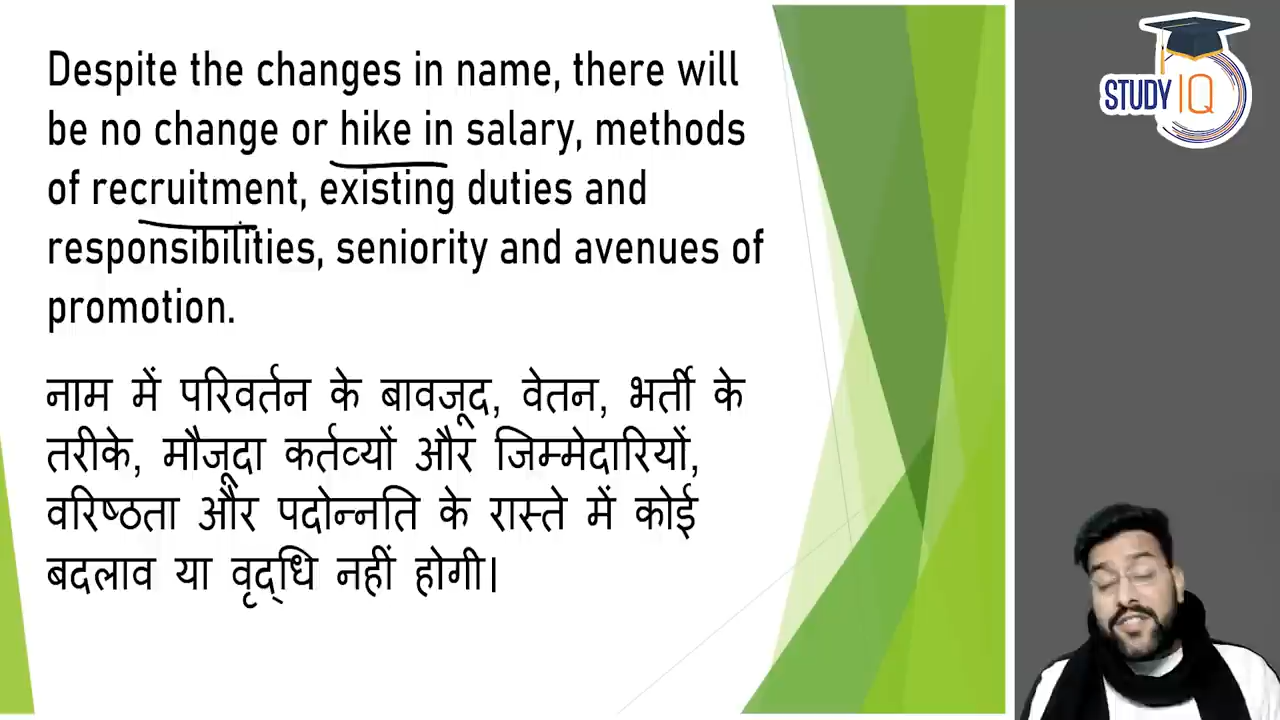 Despite the changes in name, there will
be no change or hike in salary, methods
of recruitment, existing duties and
responsibilities, seniority and avenues of
promotion.
नाम में परिवर्तन के बावजूद, वेतन, भर्ती के
तरीके, मौजूदा कर्तव्यों और जिम्मेदारियों,
वरिष्ठता और पदोन्नति के रास्ते में कोई
बदलाव या वृद्धि नहीं होगी।
STUDY IQ